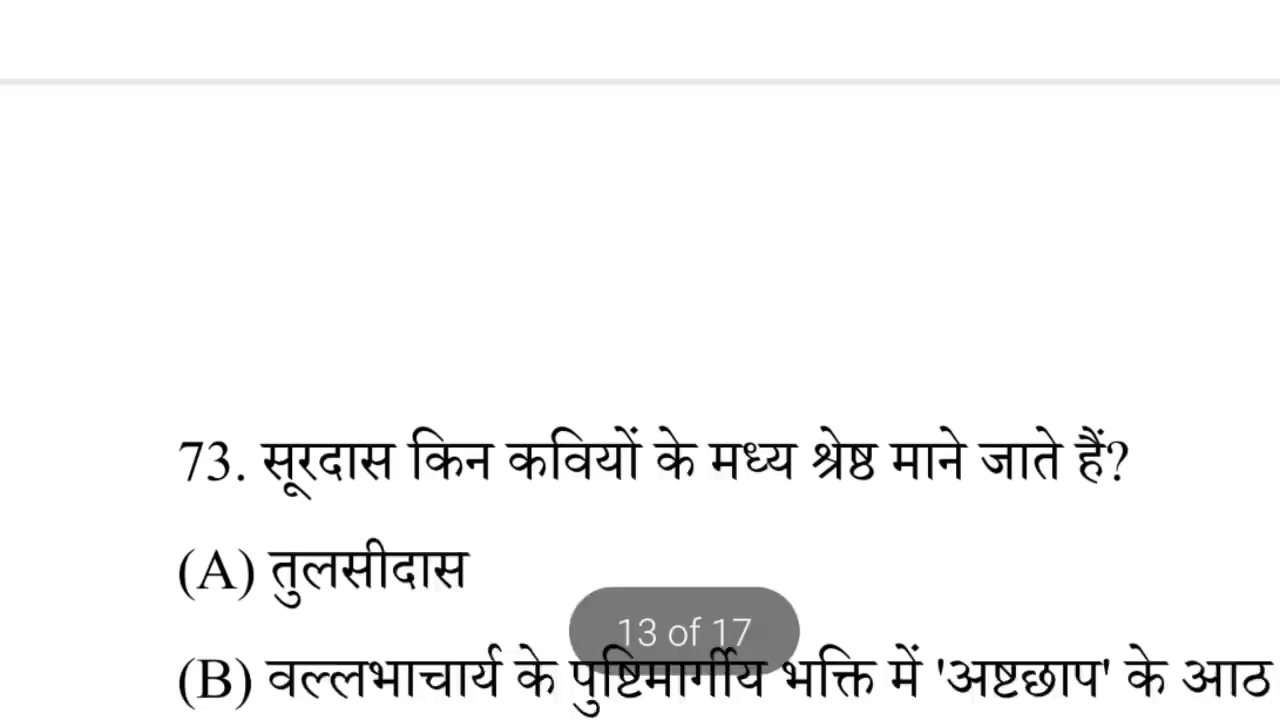 73. सूरदास किन कवियों के मध्य श्रेष्ठ माने जाते हैं?
(A) तुलसीदास
13 of 17
(B) वल्लभाचार्य के पुष्टिमार्गीय भक्ति में 'अष्टछाप' के आठ